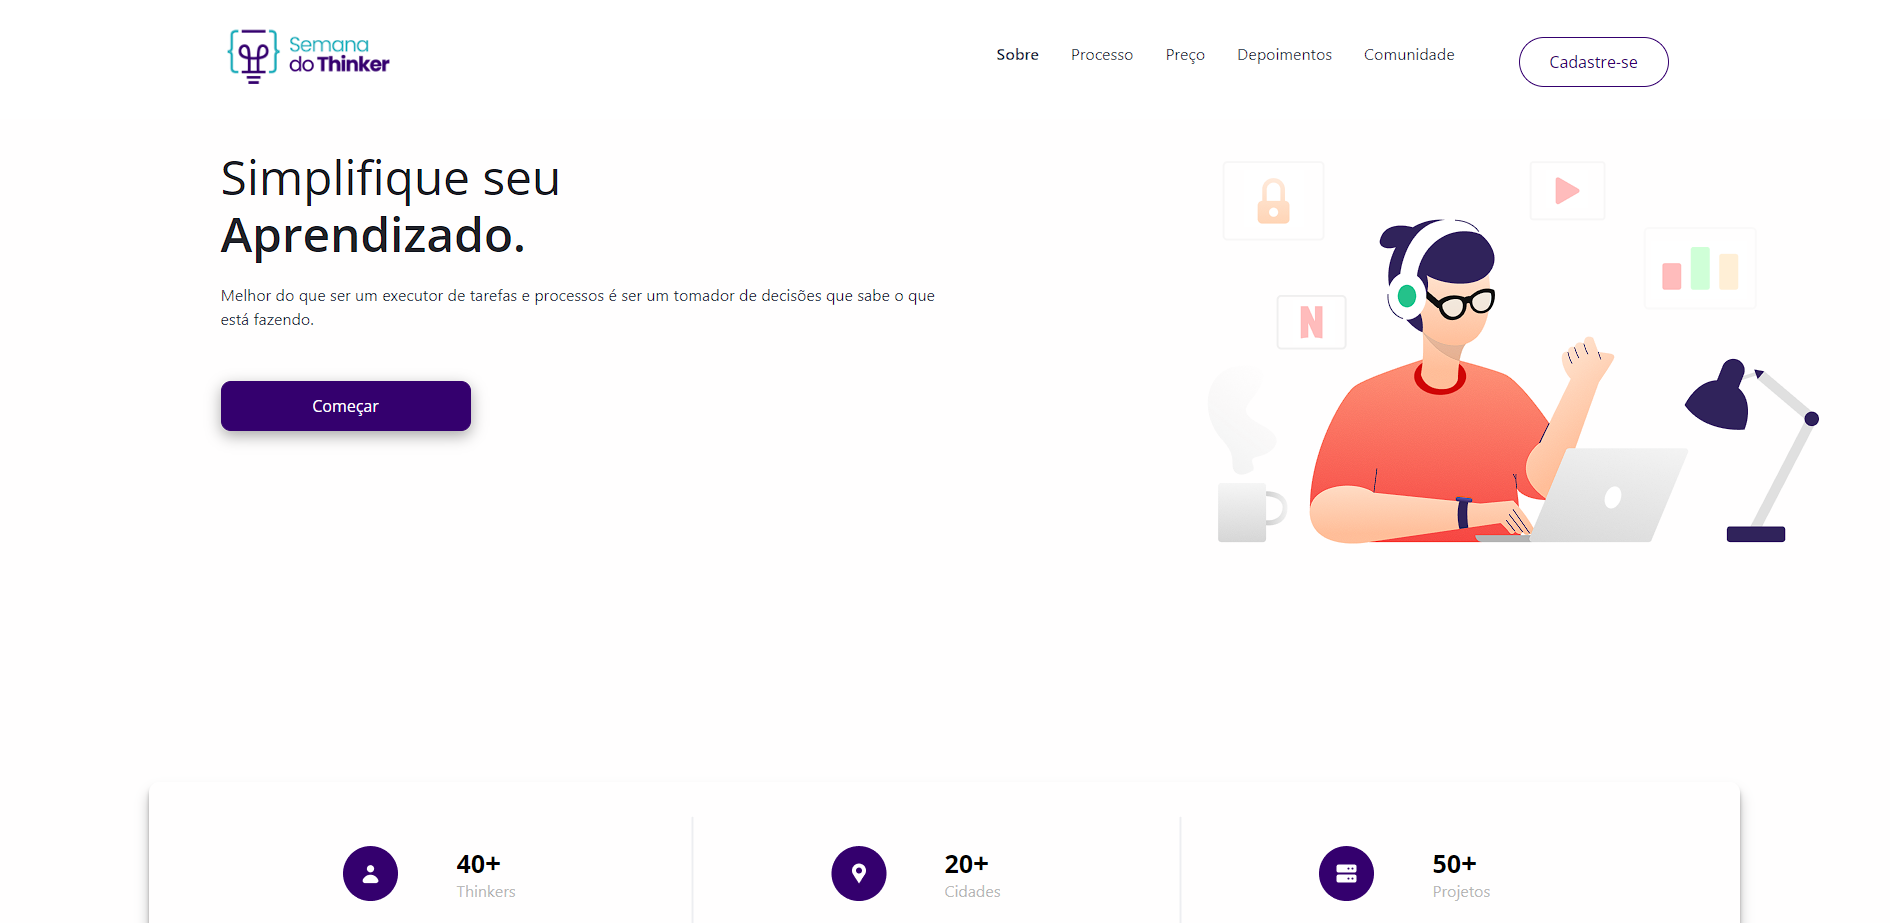 Semana
do Thinker
Sobre
Processo
Preço
Depoimentos
Comunidade
Cadastre-se
Simplifique seu
Aprendizado.
Melhor do que ser um executor de tarefas e processos é ser um tomador de decisões que sabe o que
está fazendo.
Começar
N
40+
Thinkers
20+
Cidades
50+
Projetos